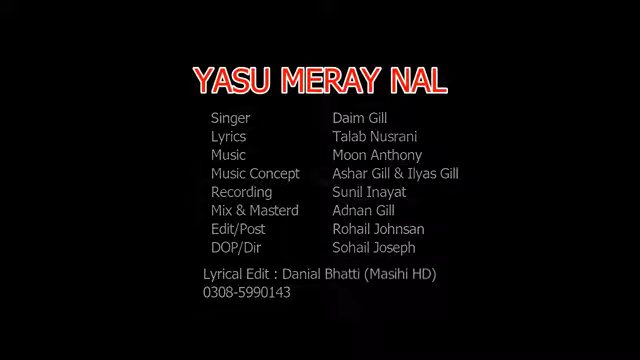 YASU MERAY NAL
Singer Daim Gill
Lyrics Talab Nusrani
Music Moon Anthony
Music Concept Ashar Gill & Ilyas Gill
Recording Sunil Inayat
Mix & Masterd Adnan Gill
Edit/Post Rohail Johnsan
DOP/Dir Sohail Joseph
Lyrical Edit : Danial Bhatti (Masihi HD)
0308-5990143